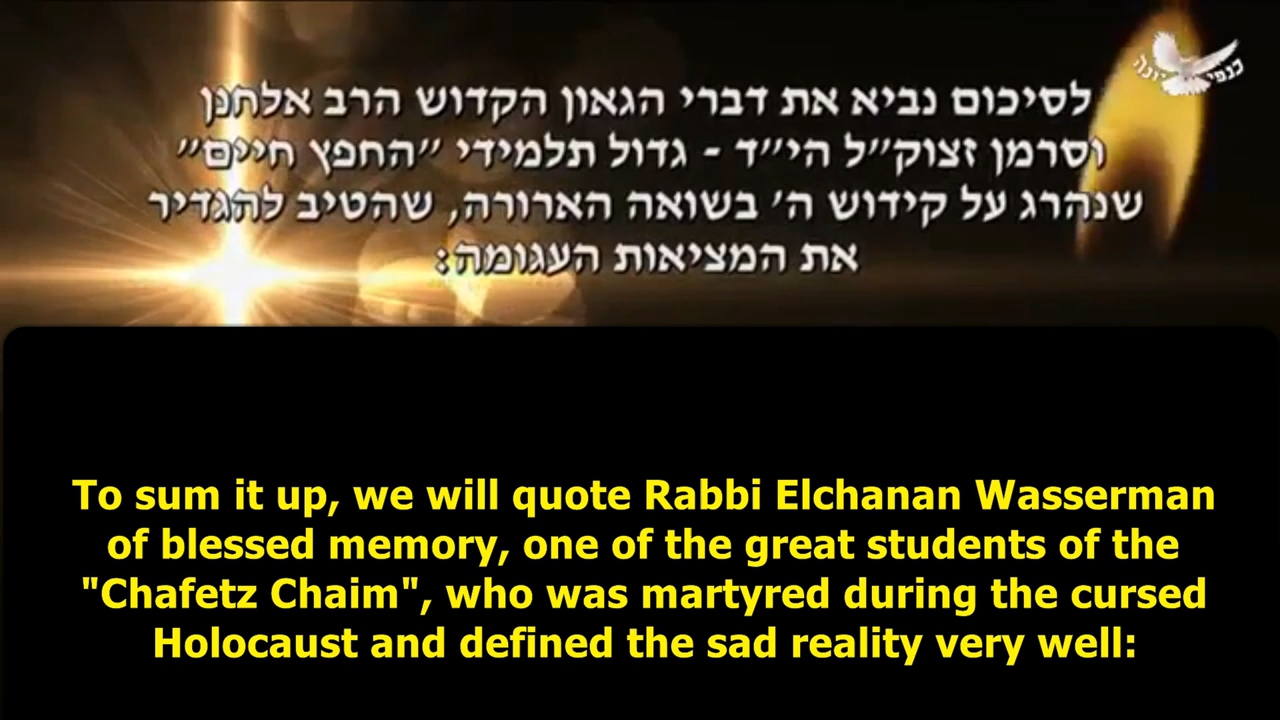 כנפי יונה
לסיכום נביא את דברי הגאון הקדוש הרב אלחנן
וסרמן זצוק״ל הי״ד - גדול תלמידי ״החפץ חיים״
שנהרג על קידוש ה׳ בשואה הארורה, שהטיב להגדיר
את המציאות העגומה:
To sum it up, we will quote Rabbi Elchanan Wasserman
of blessed memory, one of the great students of the
"Chafetz Chaim", who was martyred during the cursed
Holocaust and defined the sad reality very well: